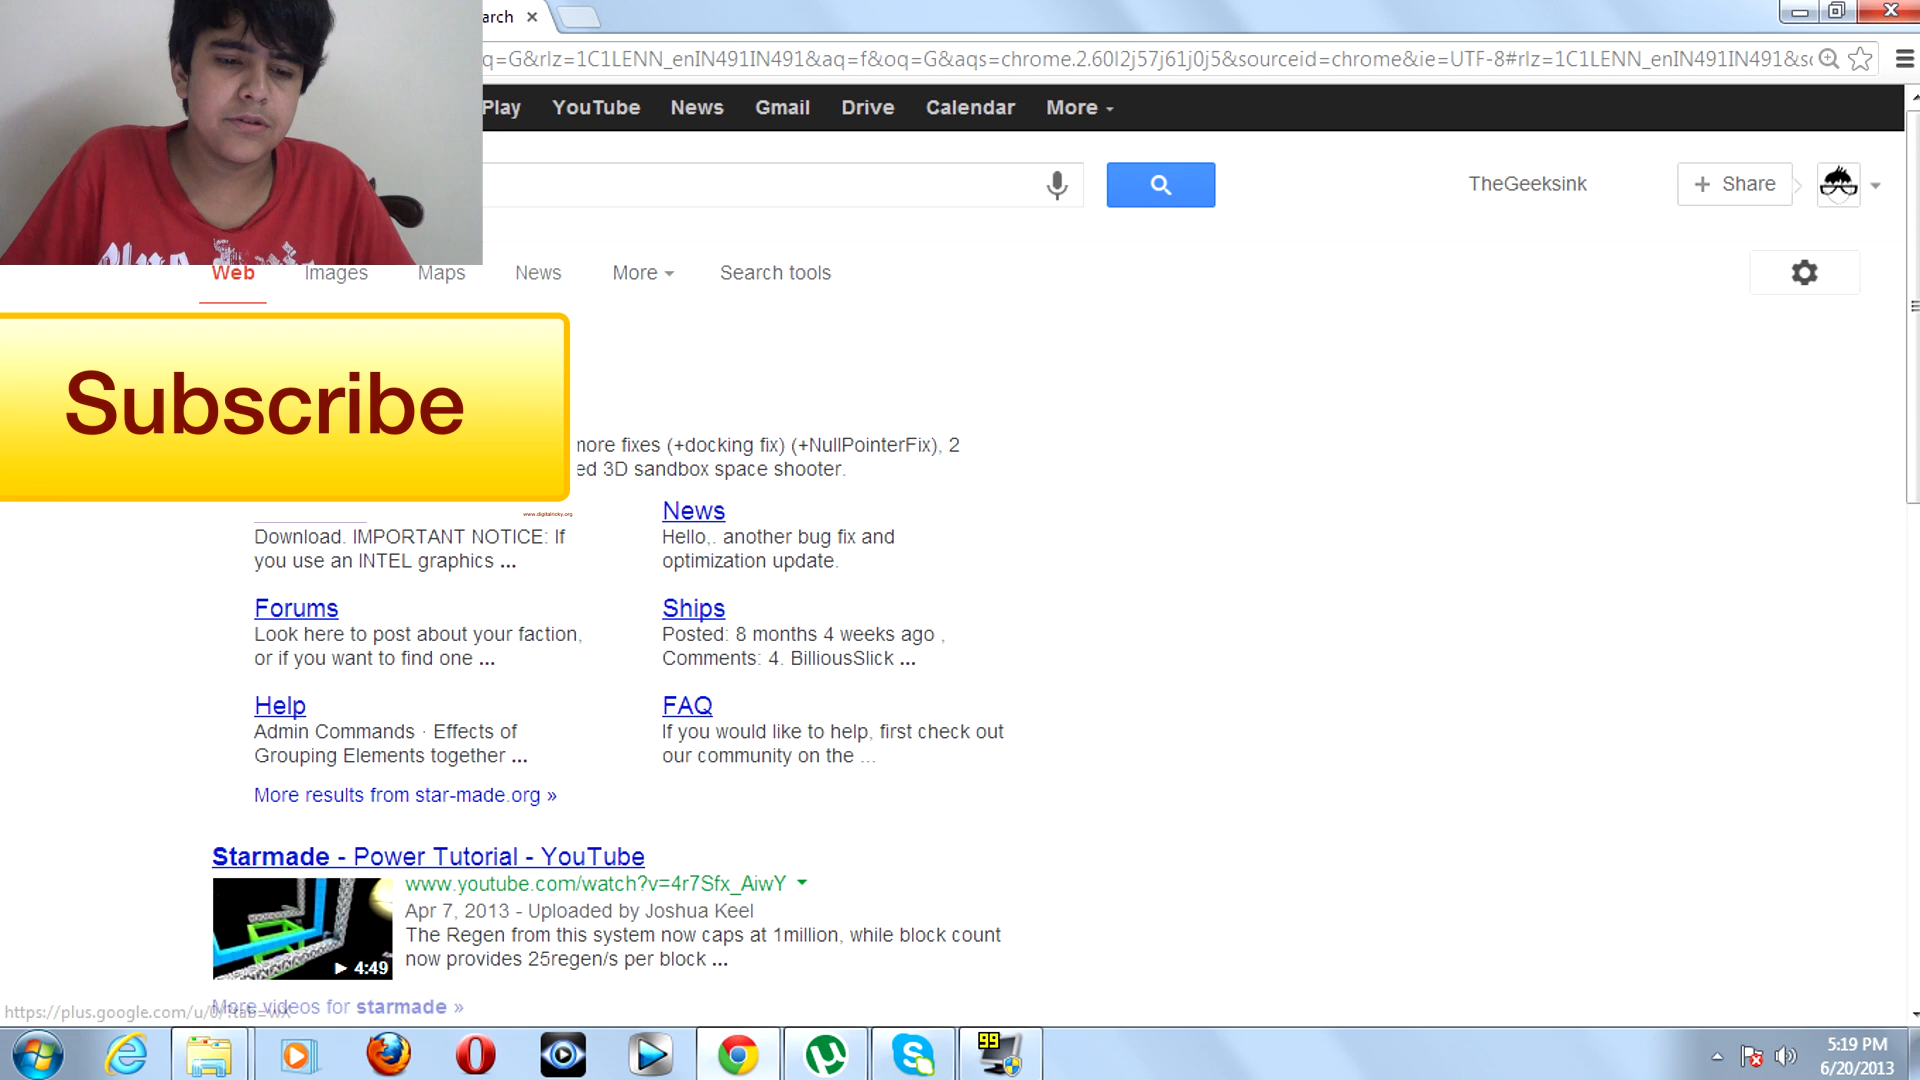 arch
q=G&rlz=1C1LENN_enIN491IN491&aq=f&oq=G&aqs=chrome.2.60l2j57j61j0j5&sourceid=chrome&ie=UTF-8#rlz=1C1LENN_enIN491IN491&sc
Play YouTube News Gmail Drive Calendar More
TheGeeksink
+ Share
Web Images Maps News More Search tools
Subscribe
more fixes (+docking fix) (+NullPointerFix), 2
ed 3D sandbox space shooter.
www.digitalricky.org
Download. IMPORTANT NOTICE: If
you use an INTEL graphics ...
News
Hello,. another bug fix and
optimization update.
Forums
Look here to post about your faction,
or if you want to find one ...
Ships
Posted: 8 months 4 weeks ago ,
Comments: 4. BilliousSlick ...
Help
Admin Commands · Effects of
Grouping Elements together ...
FAQ
If you would like to help, first check out
our community on the ...
More results from star-made.org »
Starmade - Power Tutorial - YouTube
www.youtube.com/watch?v=4r7Sfx_AiwY
Apr 7, 2013 - Uploaded by Joshua Keel
The Regen from this system now caps at 1million, while block count
now provides 25regen/s per block ...
4:49
More videos for starmade »
https://plus.google.com/u/0/?tab=wX
99
5:19 PM
6/20/2013